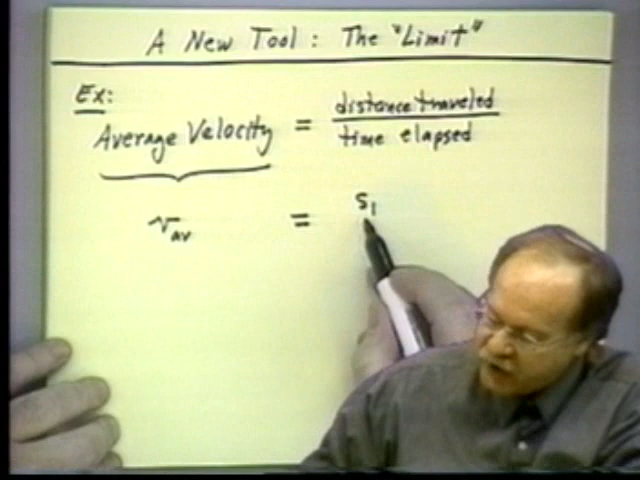 A New Tool : The "Limit"
Ex:
Average Velocity = distance traveled / time elapsed
v_av = s_1